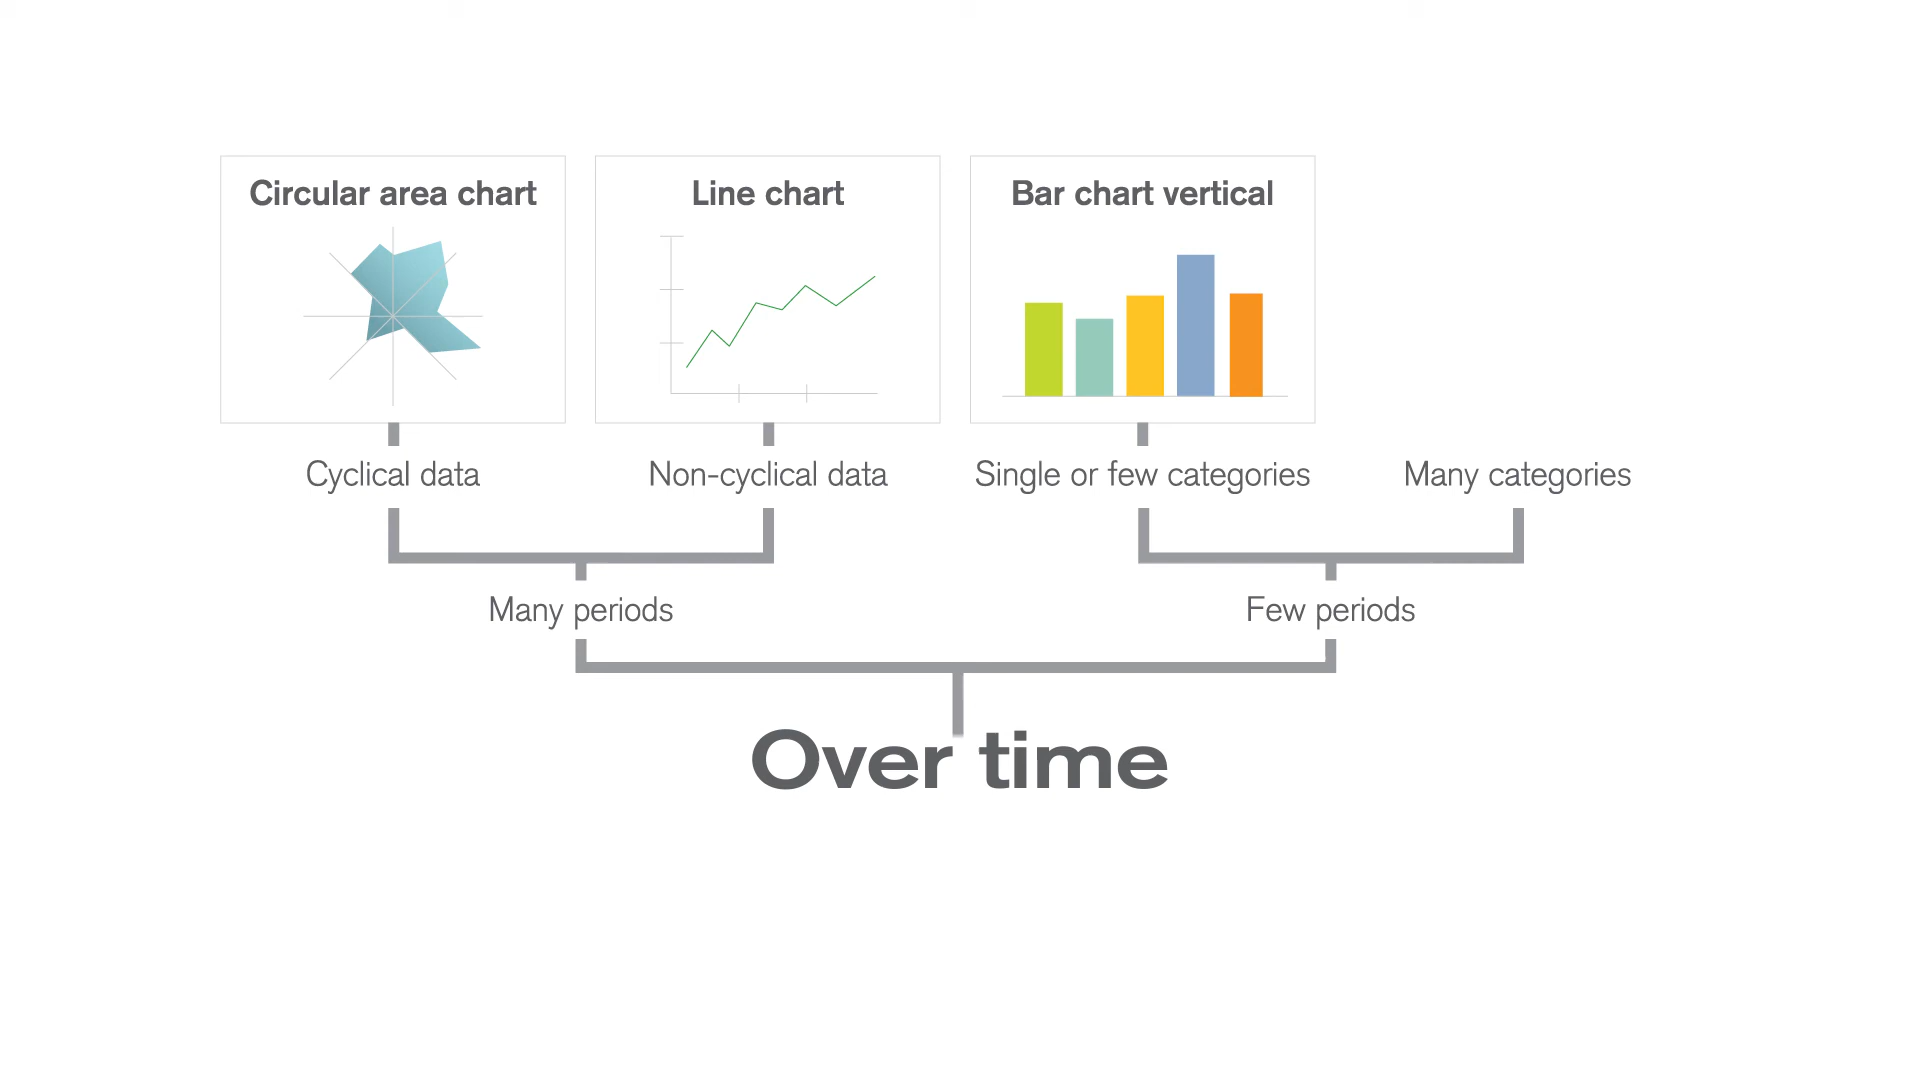 Circular area chart
Line chart
Bar chart vertical
Cyclical data
Non-cyclical data
Single or few categories
Many categories
Many periods
Few periods
Over time